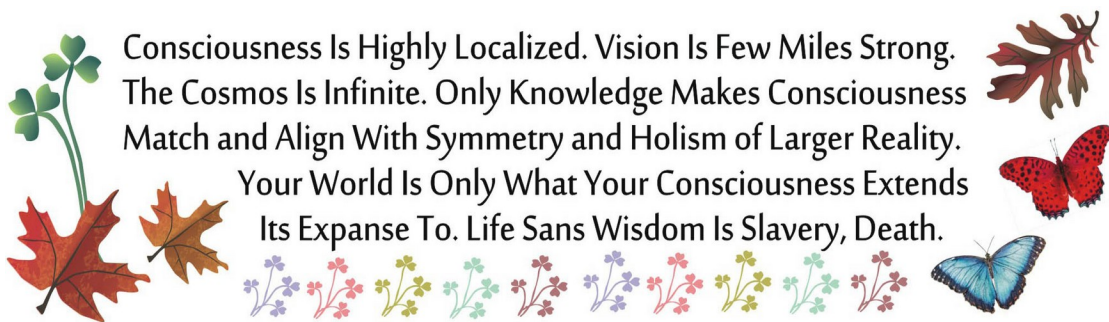 Consciousness Is Highly Localized. Vision Is Few Miles Strong.
The Cosmos Is Infinite. Only Knowledge Makes Consciousness
Match and Align With Symmetry and Holism of Larger Reality.
Your World Is Only What Your Consciousness Extends
Its Expanse To. Life Sans Wisdom Is Slavery, Death.